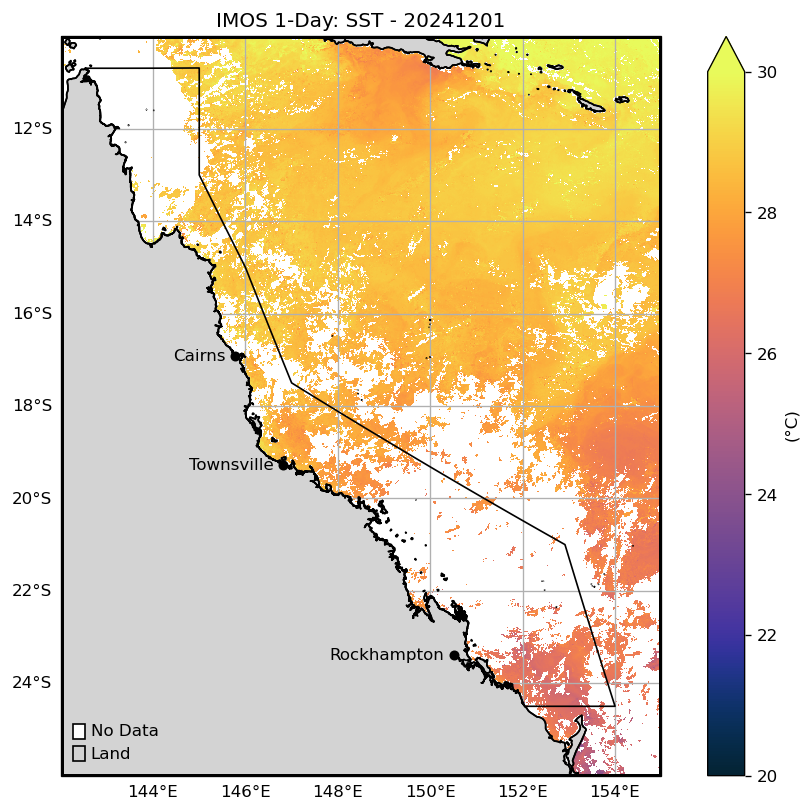 IMOS 1-Day: SST - 20241201
12°S
14°S
16°S
18°S
20°S
22°S
24°S
Cairns
Townsville
Rockhampton
No Data
Land
144°E 146°E 148°E 150°E 152°E 154°E
30
28
26
24
22
20
(°C)